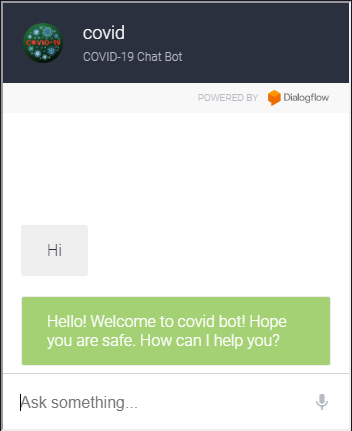 COVID-19
covid
COVID-19 Chat Bot
POWERED BY Dialogflow
Hi
Hello! Welcome to covid bot! Hope
you are safe. How can I help you?
Ask something...